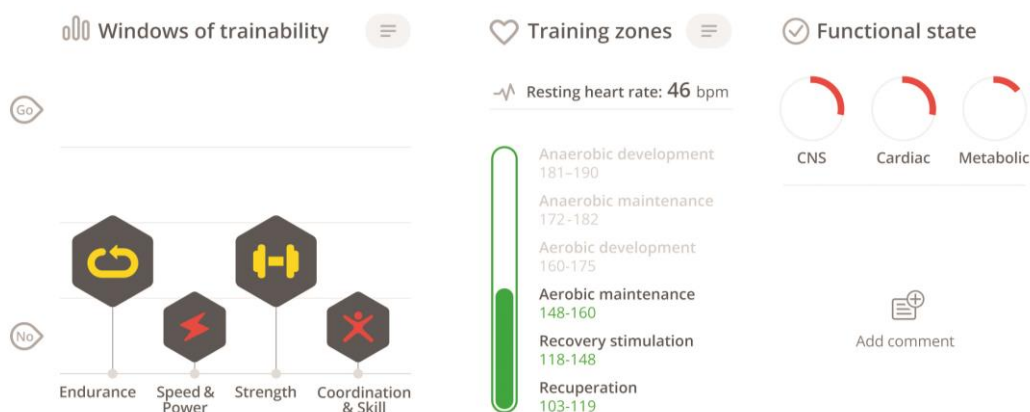 Windows of trainability
Go
No
Endurance
Speed &
Power
Strength
Coordination
& Skill
Training zones
Resting heart rate: 46 bpm
Anaerobic development
181–190
Anaerobic maintenance
172-182
Aerobic development
160-175
Aerobic maintenance
148-160
Recovery stimulation
118-148
Recuperation
103-119
Functional state
CNS
Cardiac
Metabolic
Add comment